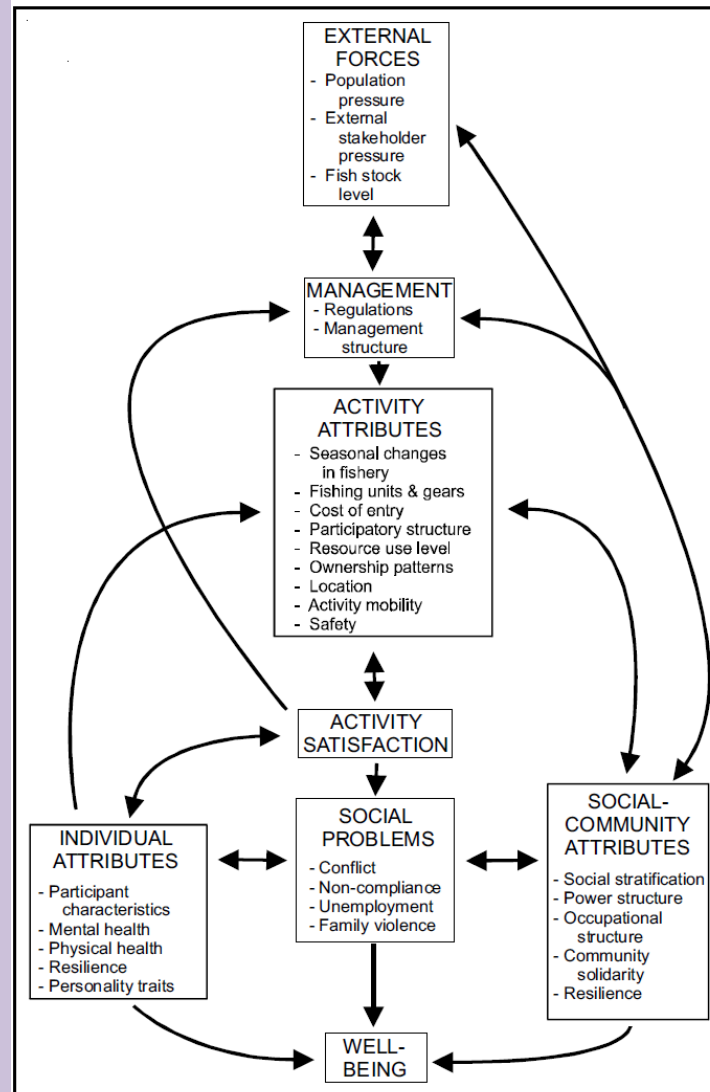 EXTERNAL
FORCES
- Population
pressure
- External
stakeholder
pressure
- Fish stock
level
MANAGEMENT
- Regulations
- Management
structure
ACTIVITY
ATTRIBUTES
- Seasonal changes
in fishery
- Fishing units & gears
- Cost of entry
- Participatory structure
- Resource use level
- Ownership patterns
- Location
- Activity mobility
- Safety
ACTIVITY
SATISFACTION
INDIVIDUAL
ATTRIBUTES
- Participant
characteristics
- Mental health
- Physical health
- Resilience
- Personality traits
SOCIAL
PROBLEMS
- Conflict
- Non-compliance
- Unemployment
- Family violence
SOCIAL-
COMMUNITY
ATTRIBUTES
- Social stratification
- Power structure
- Occupational
structure
- Community
solidarity
- Resilience
WELL-
BEING